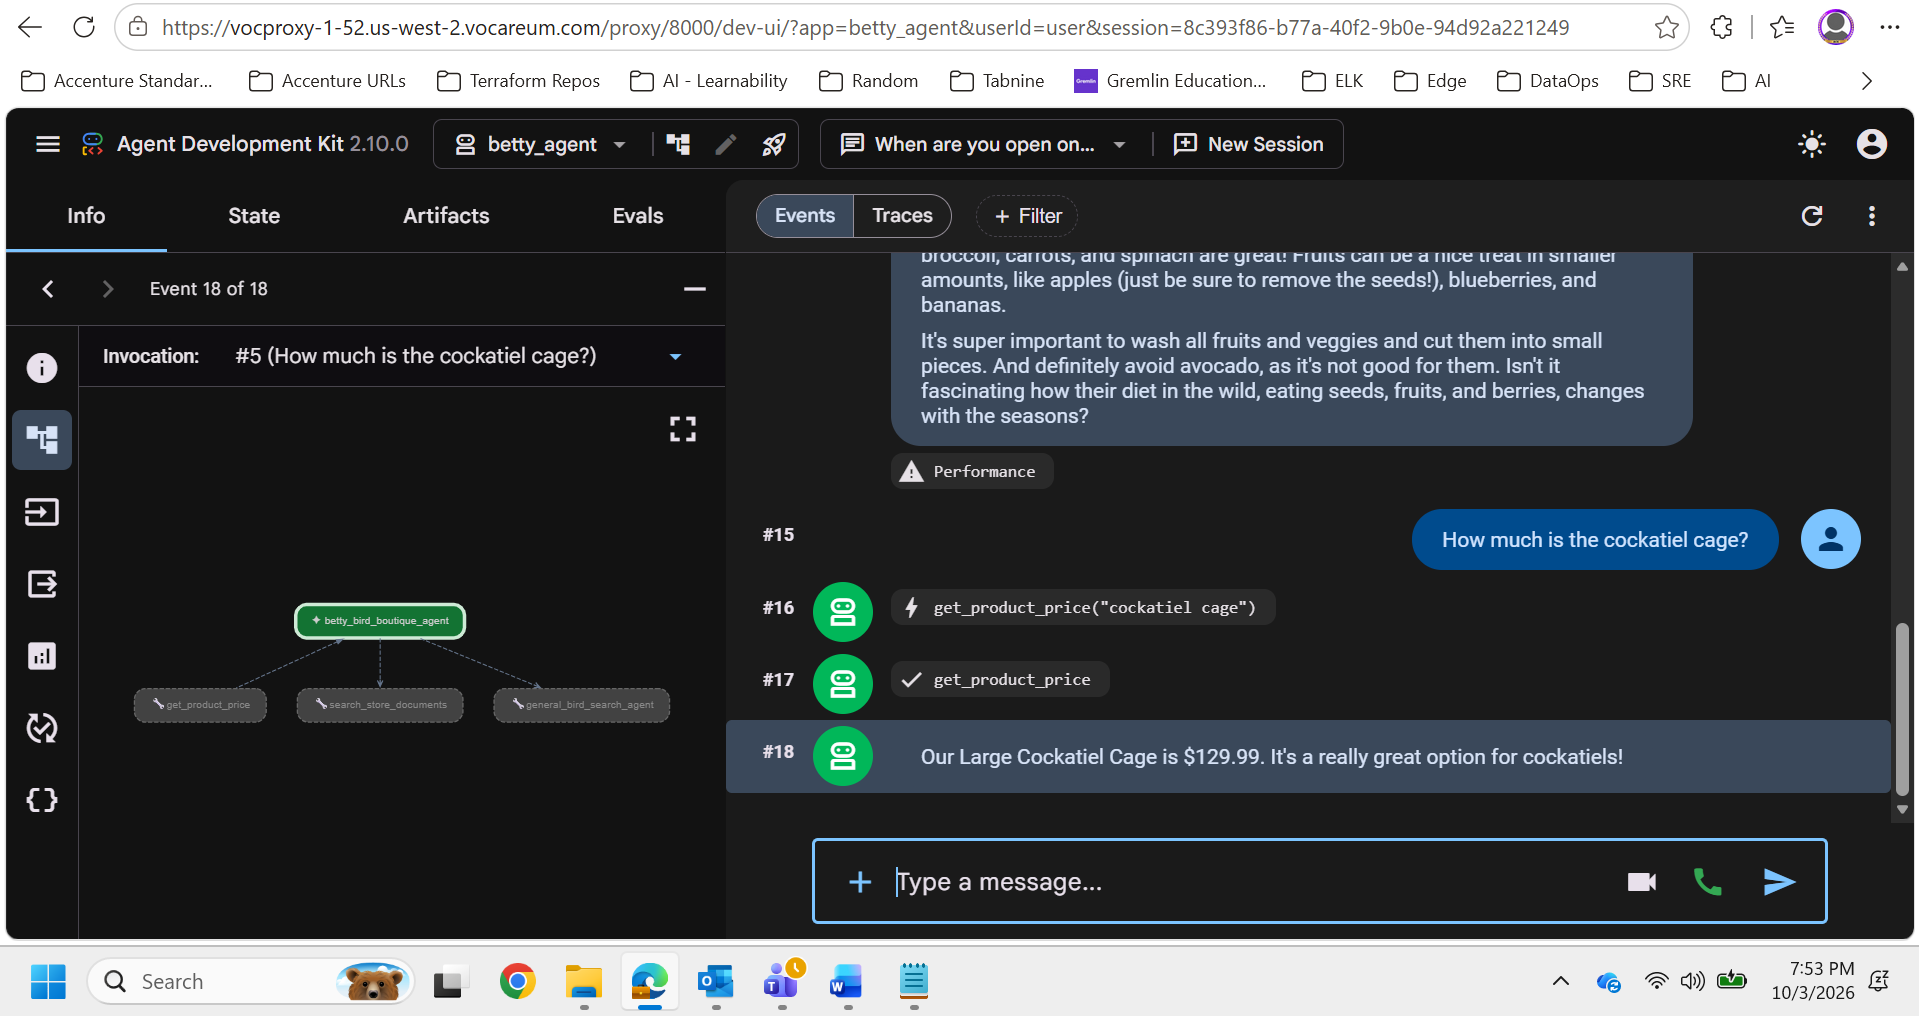 https://vocproxy-1-52.us-west-2.vocareum.com/proxy/8000/dev-ui/?app=betty_agent&userId=user&session=8c393f86-b77a-40f2-9b0e-94d92a221249
Accenture Standar...
Accenture URLs
Terraform Repos
AI - Learnability
Random
Tabnine
Gremlin
Gremlin Education...
ELK
Edge
DataOps
SRE
AI
Agent Development Kit 2.10.0
betty_agent
When are you open on...
New Session
Info
State
Artifacts
Evals
Events
Traces
+ Filter
Event 18 of 18
Invocation:
#5 (How much is the cockatiel cage?)
betty_bird_boutique_agent
get_product_price
search_store_documents
general_bird_search_agent
broccoli, carrots, and spinach are great! Fruits can be a nice treat in smaller
amounts, like apples (just be sure to remove the seeds!), blueberries, and
bananas.
It's super important to wash all fruits and veggies and cut them into small
pieces. And definitely avoid avocado, as it's not good for them. Isn't it
fascinating how their diet in the wild, eating seeds, fruits, and berries, changes
with the seasons?
Performance
#15
How much is the cockatiel cage?
#16
get_product_price("cockatiel cage")
#17
get_product_price
#18
Our Large Cockatiel Cage is $129.99. It's a really great option for cockatiels!
Type a message...
Search
7:53 PM
10/3/2026